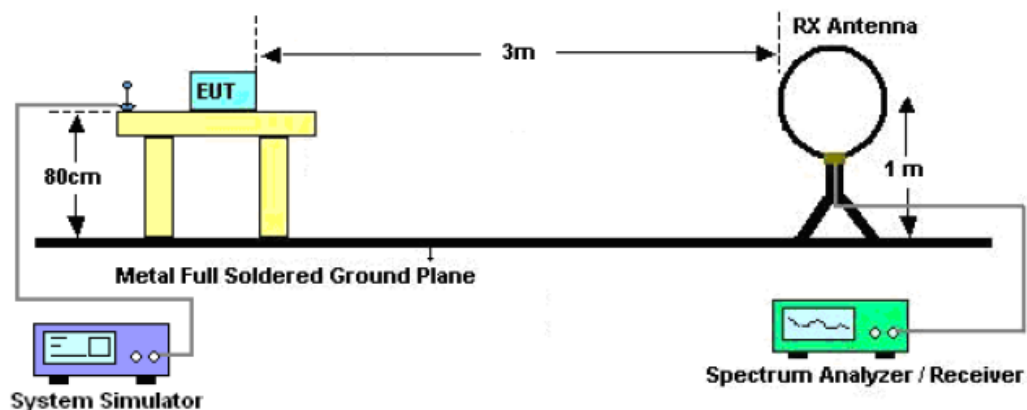 RX Antenna
3m
EUT
80cm
1 m
Metal Full Soldered Ground Plane
System Simulator
Spectrum Analyzer / Receiver